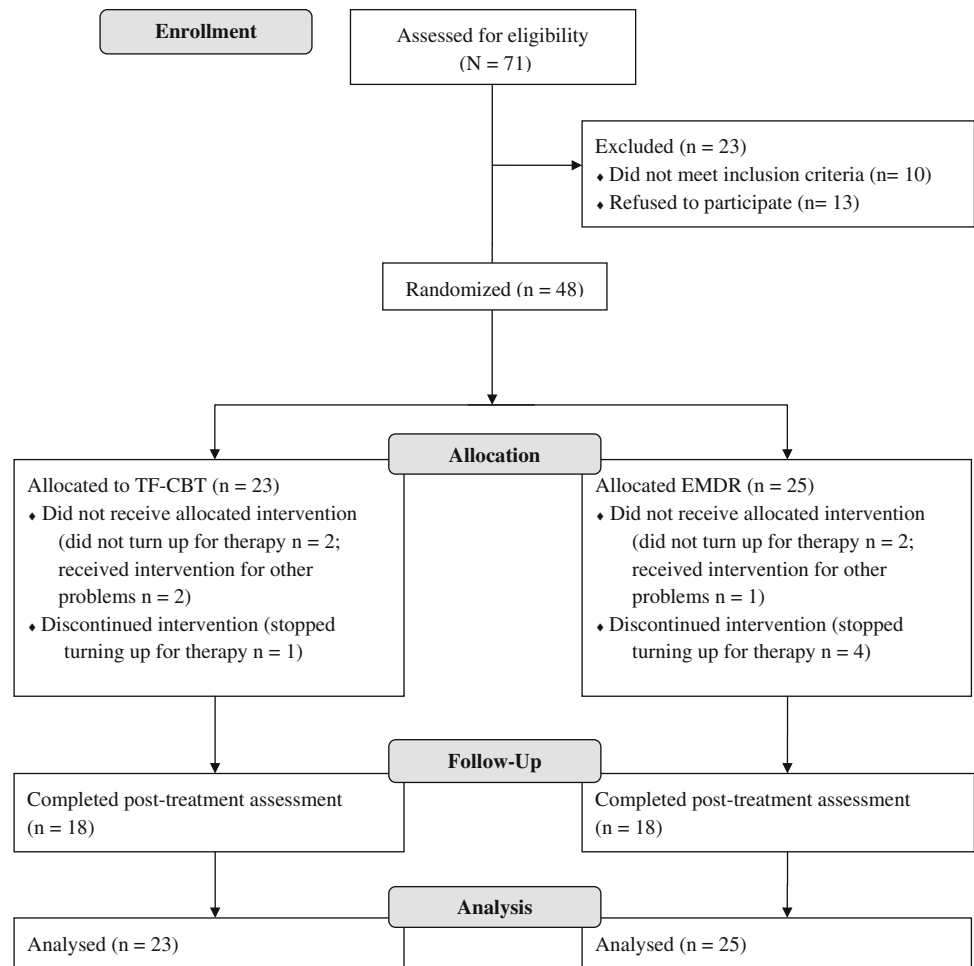 Enrollment
Assessed for eligibility
(N = 71)
Excluded (n = 23)
⬧ Did not meet inclusion criteria (n= 10)
⬧ Refused to participate (n= 13)
Randomized (n = 48)
Allocation
Allocated to TF-CBT (n = 23)
⬧ Did not receive allocated intervention
(did not turn up for therapy n = 2;
received intervention for other
problems n = 2)
⬧ Discontinued intervention (stopped
turning up for therapy n = 1)
Allocated EMDR (n = 25)
⬧ Did not receive allocated intervention
(did not turn up for therapy n = 2;
received intervention for other
problems n = 1)
⬧ Discontinued intervention (stopped
turning up for therapy n = 4)
Follow-Up
Completed post-treatment assessment
(n = 18)
Completed post-treatment assessment
(n = 18)
Analysis
Analysed (n = 23)
Analysed (n = 25)